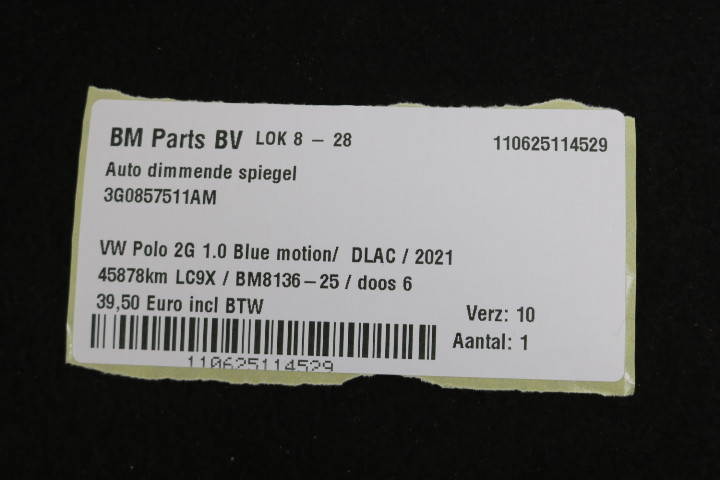 BM Parts BV LOK 8 – 28 110625114529
Auto dimmende spiegel
3G0857511AM
VW Polo 2G 1.0 Blue motion/ DLAC / 2021
45878km LC9X / BM8136–25 / doos 6
39,50 Euro incl BTW
Verz: 10
Aantal: 1
110625114529